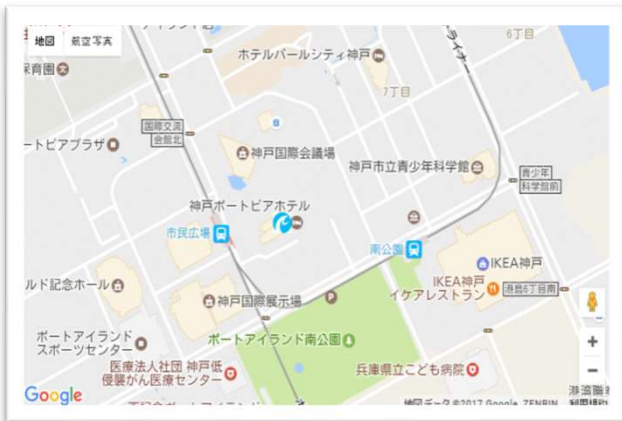 地図 航空写真
ホテルパールシティ神戸
6丁目
7丁目
保育園
国際交流
会館北
ートピアプラザ
神戸国際会議場
神戸市立青少年科学館
青少年
科学館前
神戸ポートピアホテル
市民広場
南公園
IKEA神戸
IKEA神戸
イケアレストラン
港島6丁目南
ルド記念ホール
神戸国際展示場
P
ポートアイランド
スポーツセンター
ポートアイランド南公園
医療法人社団 神戸低
侵襲がん医療センター
兵庫県立こども病院
+
−
Google
地図データ ©2017 Google, ZENRIN
利用規約